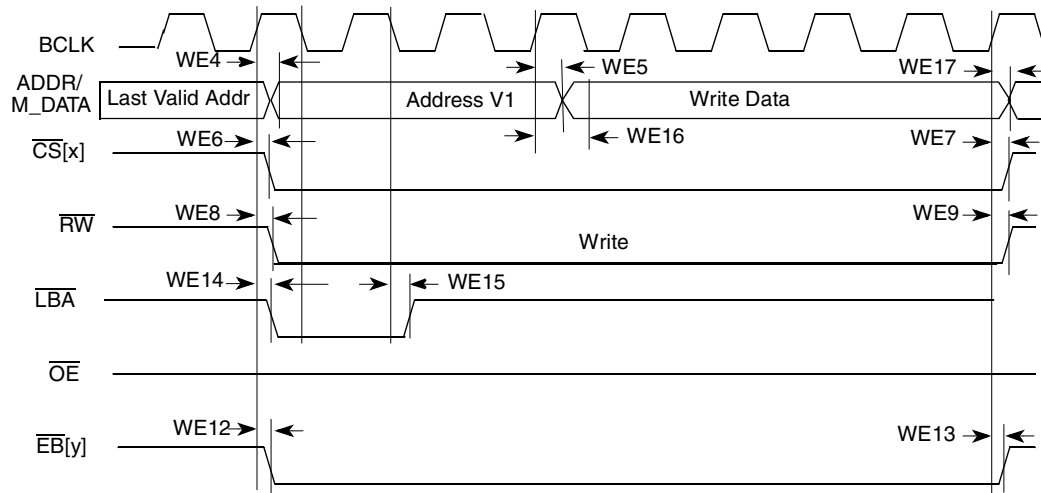 BCLK
WE4 WE5 WE17
ADDR/
M_DATA
Last Valid Addr Address V1 Write Data
WE6 WE16 WE7
CS[x]
WE8 WE9
RW
Write
WE14 WE15
LBA
OE
WE12 WE13
EB[y]